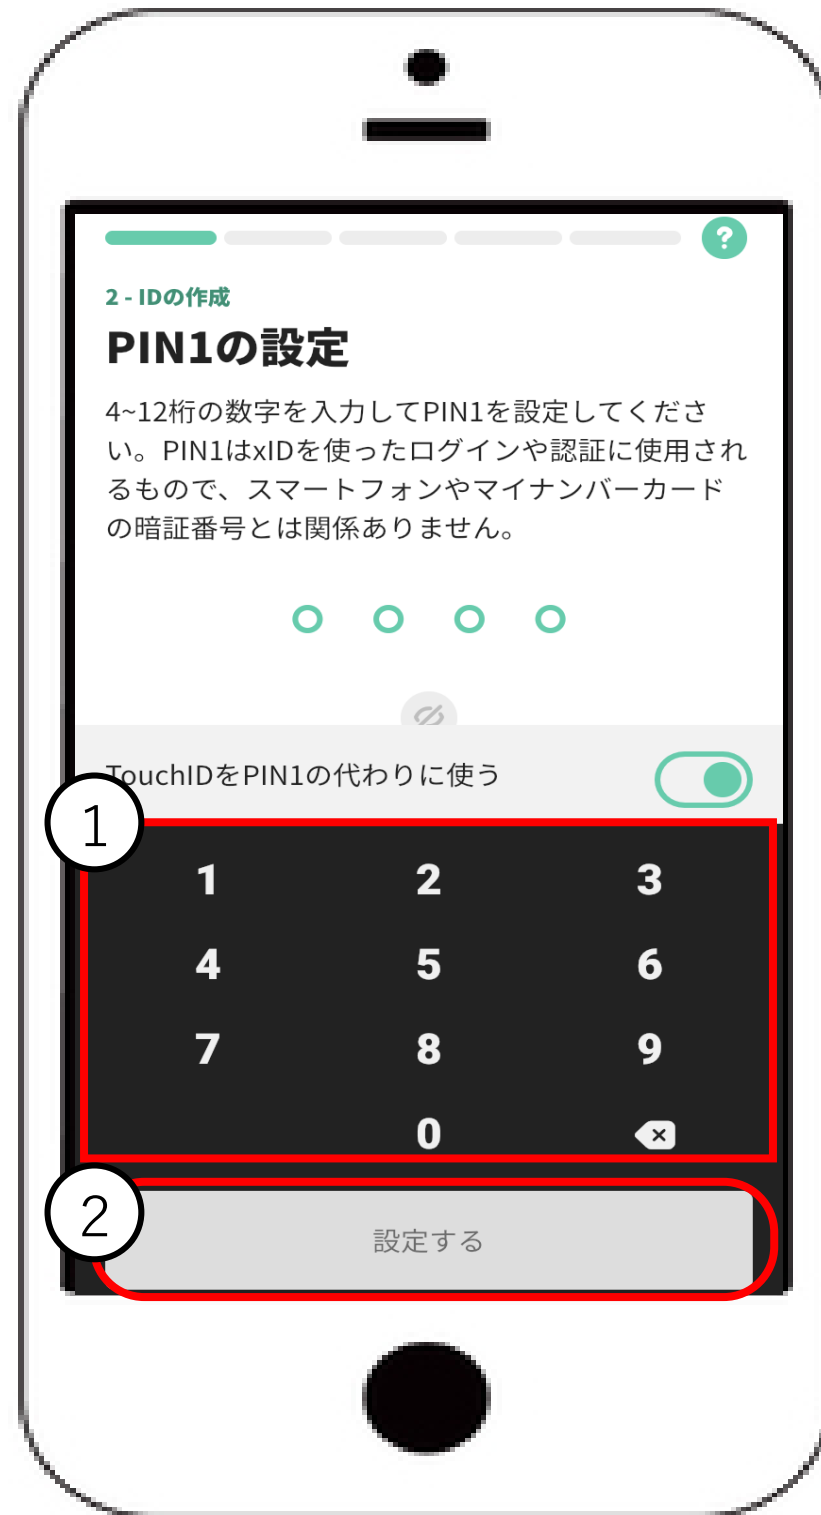 ?
2 - IDの作成
PIN1の設定
4~12桁の数字を入力してPIN1を設定してくださ
い。PIN1はxIDを使ったログインや認証に使用され
るもので、スマートフォンやマイナンバーカード
の暗証番号とは関係ありません。
TouchIDをPIN1の代わりに使う
1
1 2 3
4 5 6
7 8 9
0
2
設定する